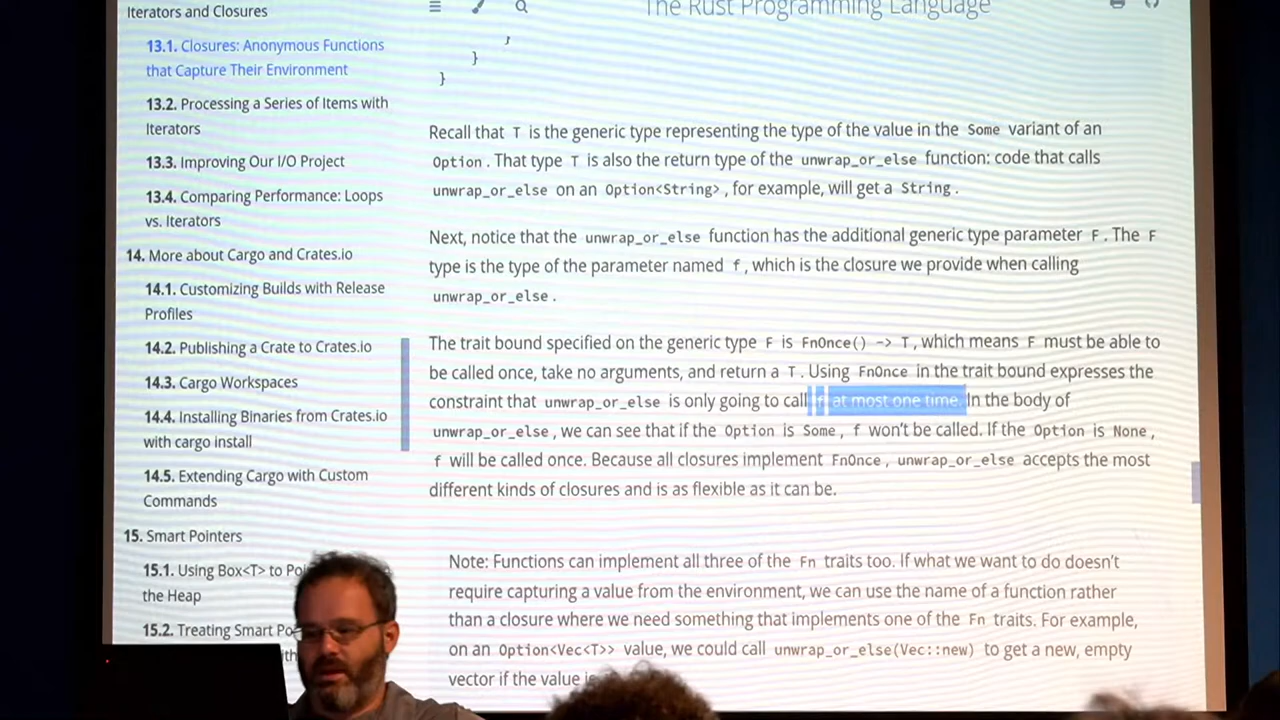 Iterators and Closures
13.1. Closures: Anonymous Functions
that Capture Their Environment
13.2. Processing a Series of Items with
Iterators
13.3. Improving Our I/O Project
13.4. Comparing Performance: Loops
vs. Iterators
14. More about Cargo and Crates.io
14.1. Customizing Builds with Release
Profiles
14.2. Publishing a Crate to Crates.io
14.3. Cargo Workspaces
14.4. Installing Binaries from Crates.io
with cargo install
14.5. Extending Cargo with Custom
Commands
15. Smart Pointers
15.1. Using Box<T> to
the Heap
15.2. Treating Smart
The Rust Programming Language
}
}
}
Recall that T is the generic type representing the type of the value in the Some variant of an
Option. That type T is also the return type of the unwrap_or_else function: code that calls
unwrap_or_else on an Option<String>, for example, will get a String.
Next, notice that the unwrap_or_else function has the additional generic type parameter F. The F
type is the type of the parameter named f, which is the closure we provide when calling
unwrap_or_else.
The trait bound specified on the generic type F is FnOnce() -> T, which means F must be able to
be called once, take no arguments, and return a T. Using FnOnce in the trait bound expresses the
constraint that unwrap_or_else is only going to call f at most one time. In the body of
unwrap_or_else, we can see that if the Option is Some, f won't be called. If the Option is None,
f will be called once. Because all closures implement FnOnce, unwrap_or_else accepts the most
different kinds of closures and is as flexible as it can be.
Note: Functions can implement all three of the Fn traits too. If what we want to do doesn't
require capturing a value from the environment, we can use the name of a function rather
than a closure where we need something that implements one of the Fn traits. For example,
on an Option<Vec<T>> value, we could call unwrap_or_else(Vec::new) to get a new, empty
vector if the value